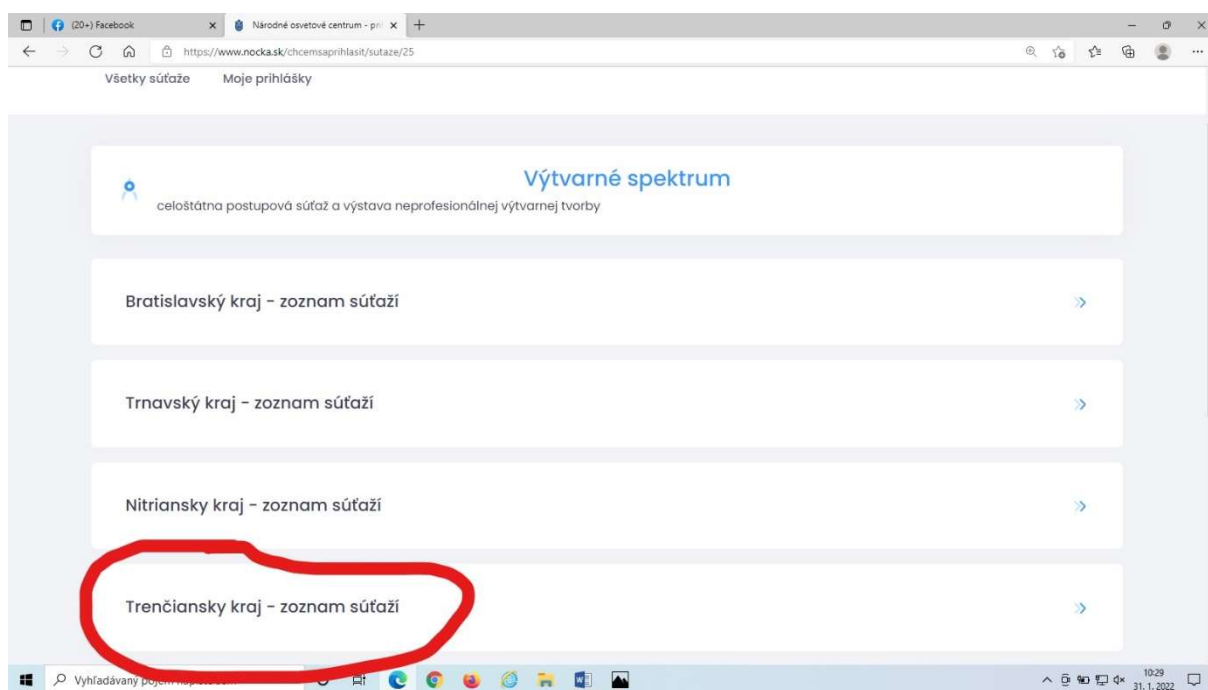 (20+) Facebook
Národné osvetové centrum - pri
https://www.nocka.sk/chcemsaprihlasit/sutaze/25
Všetky súťaže Moje prihlášky
Výtvarné spektrum
celoštátna postupová súťaž a výstava neprofesionálnej výtvarnej tvorby
Bratislavský kraj - zoznam súťaží
Trnavský kraj - zoznam súťaží
Nitriansky kraj - zoznam súťaží
Trenčiansky kraj - zoznam súťaží
Vyhľadávaný
10:29
31. 1. 2022